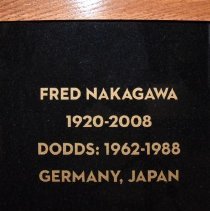 FRED NAKAGAWA
1920-2008
DODDS: 1962-1988
GERMANY, JAPAN